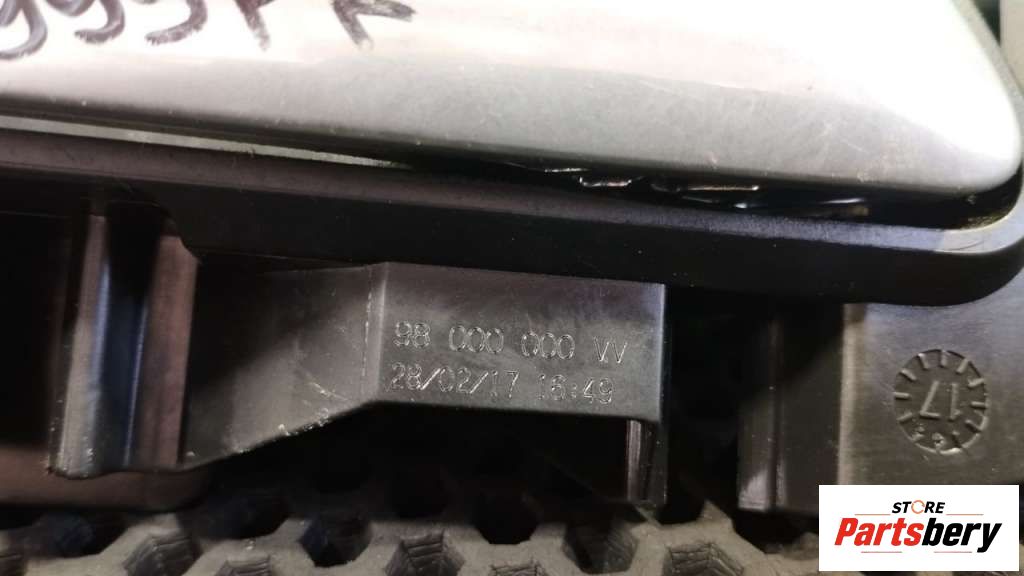 98 000 000 VV
28/02/17 16:49
17
STORE
Partsbery